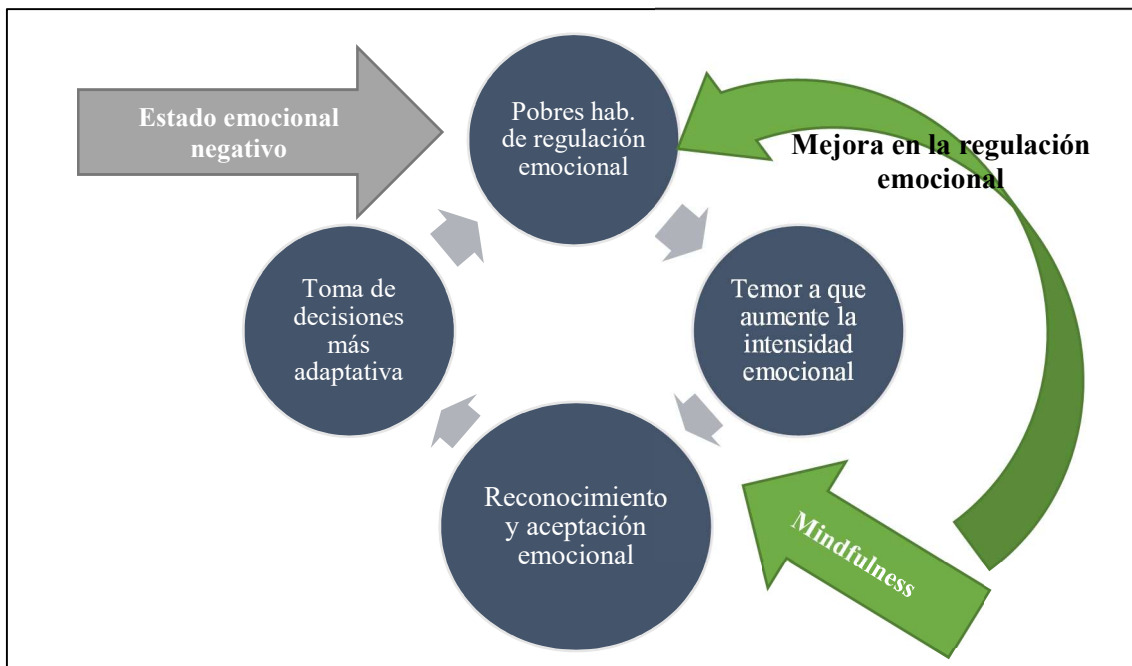 Estado emocional
negativo
Pobres hab.
de regulación
emocional
Mejora en la regulación
emocional
Toma de
decisiones
más
adaptativa
Temor a que
aumente la
intensidad
emocional
Reconocimiento
y aceptación
emocional
Mindfulness